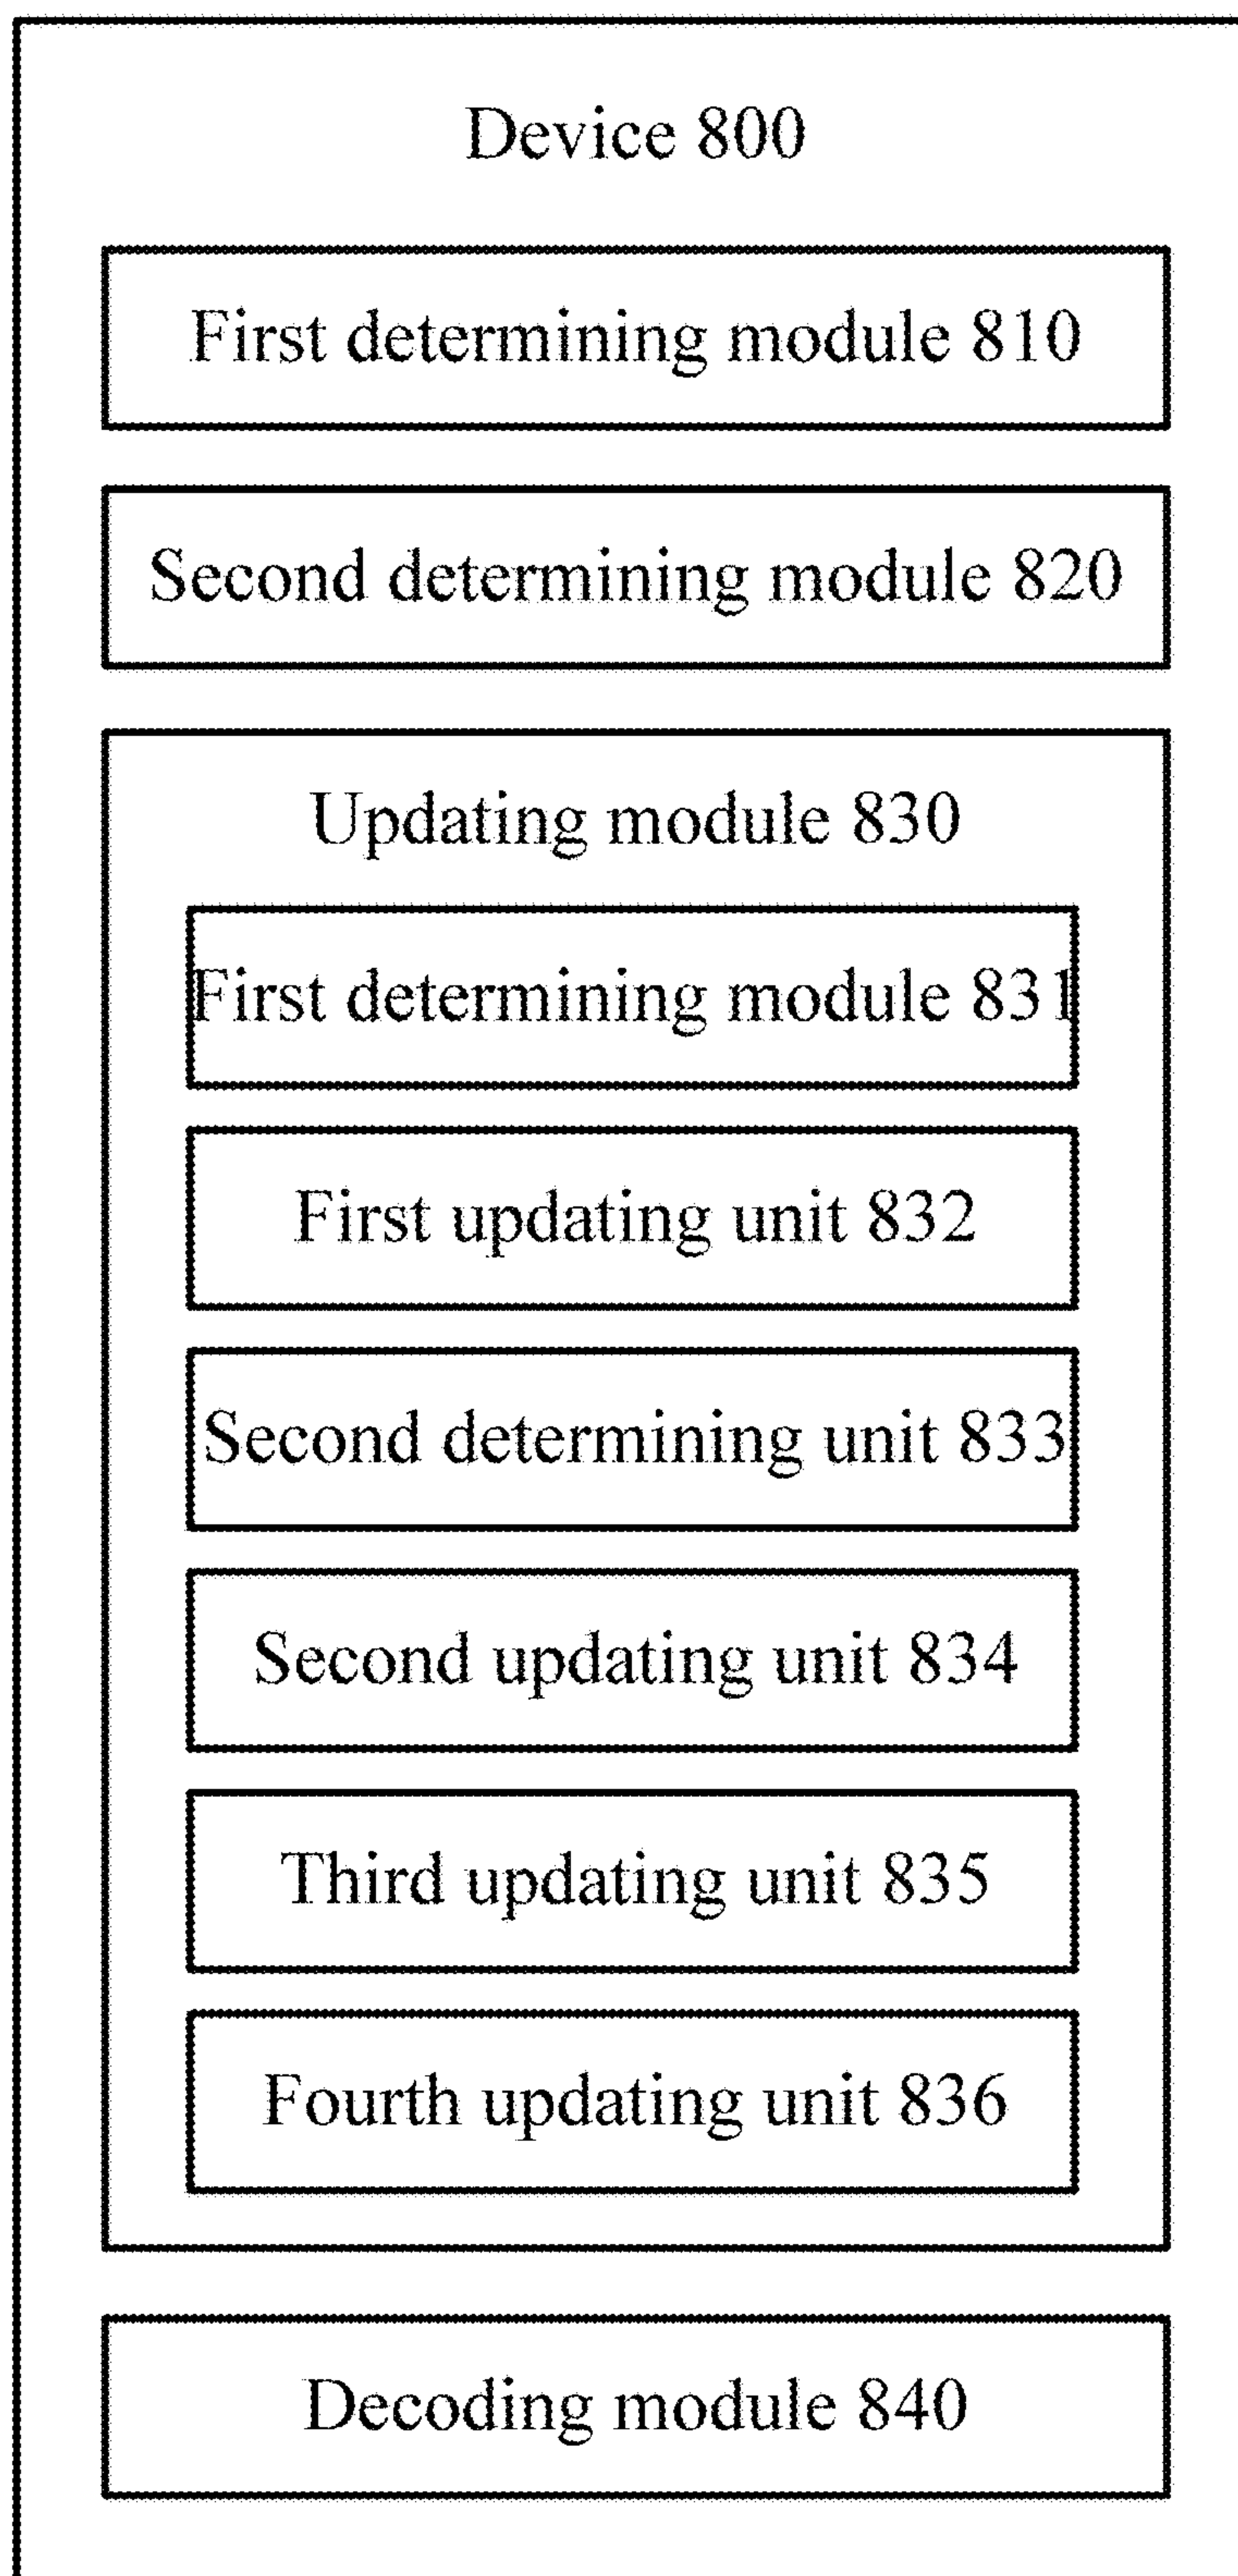 Device 800
First determining module 810
Second determining module 820
Updating module 830
First determining module 831
First updating unit 832
Second determining unit 833
Second updating unit 834
Third updating unit 835
Fourth updating unit 836
Decoding module 840